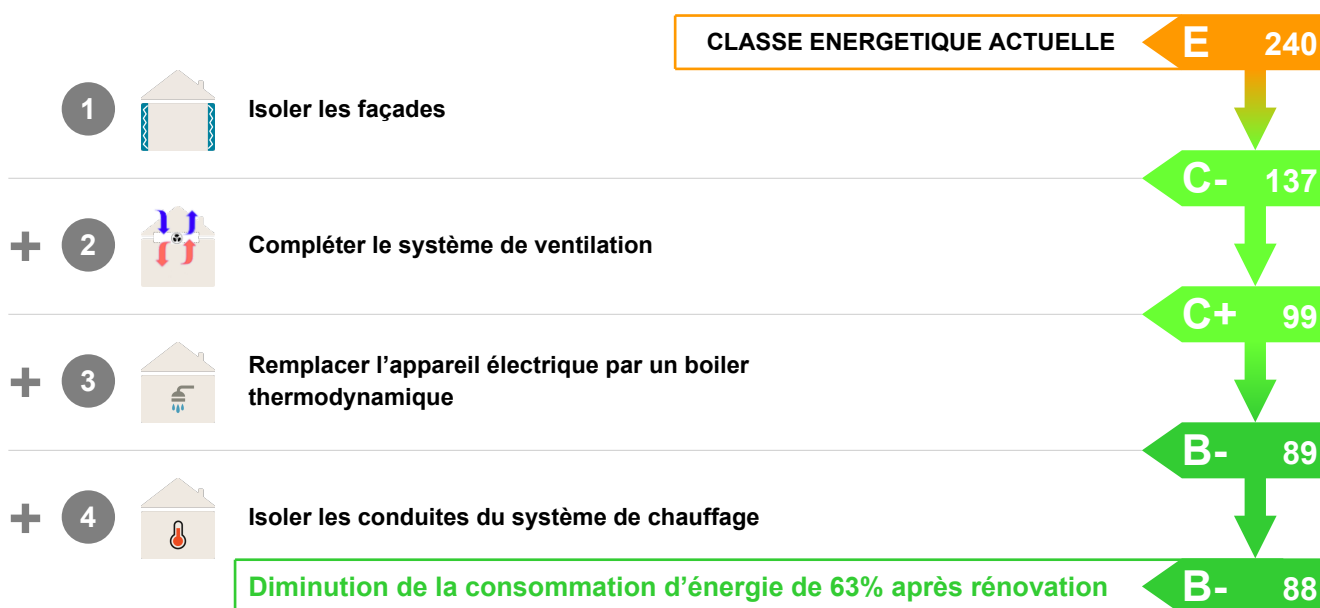 CLASSE ENERGETIQUE ACTUELLE E 240
1 Isoler les façades
C- 137
+ 2 Compléter le système de ventilation
C+ 99
+ 3 Remplacer l’appareil électrique par un boiler
thermodynamique
B- 89
+ 4 Isoler les conduites du système de chauffage
Diminution de la consommation d’énergie de 63% après rénovation B- 88